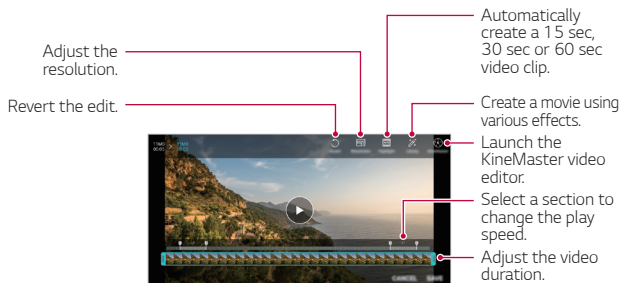 Adjust the
resolution.
Revert the edit.
Automatically
create a 15 sec,
30 sec or 60 sec
video clip.
Create a movie using
various effects.
Launch the
KineMaster video
editor.
Select a section to
change the play
speed.
Adjust the video
duration.
CANCEL SAVE